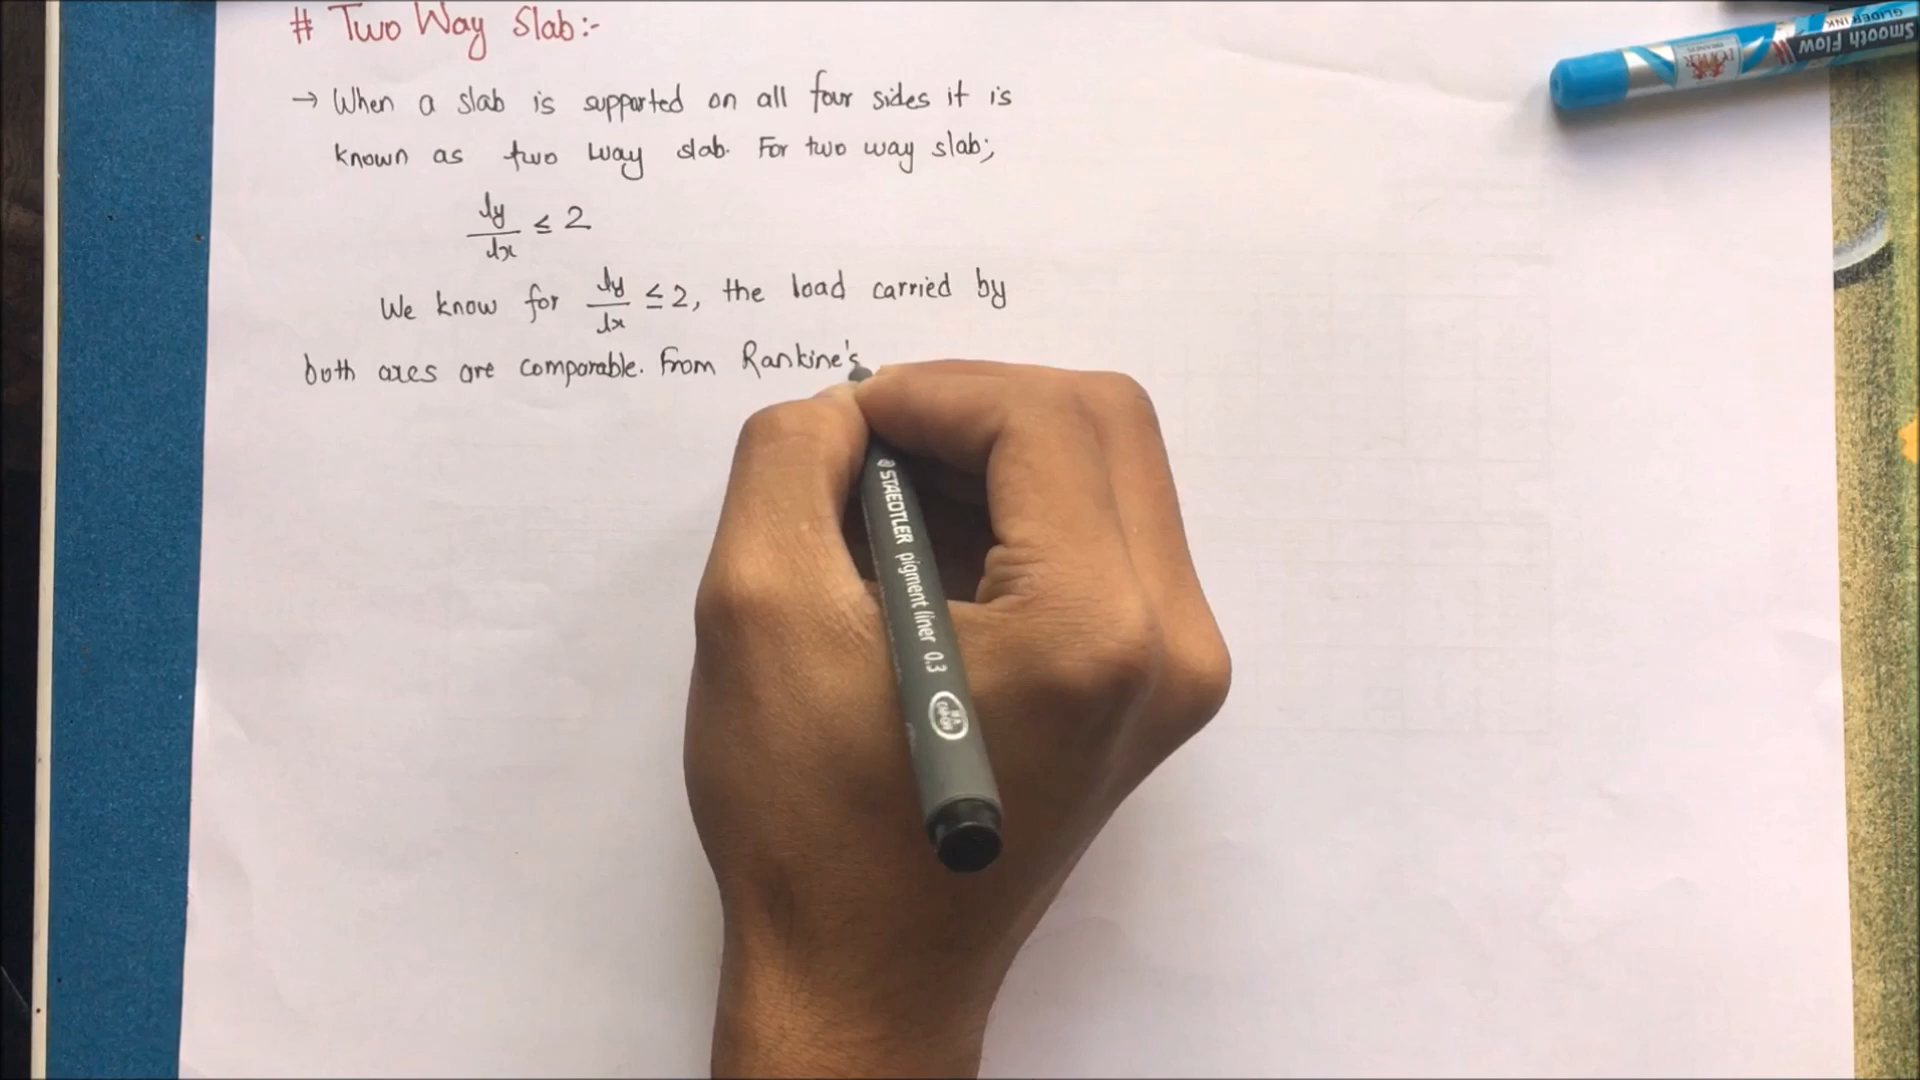 # Two Way Slab:-
→ When a slab is supported on all four sides it is
known as two way slab. For two way slab;
ly/lx ≤ 2
We know for ly/lx ≤ 2, the load carried by
both axes are comparable. From Rankine's
STAEDTLER pigment liner 0.3
Smooth Flow
GLIDER INK